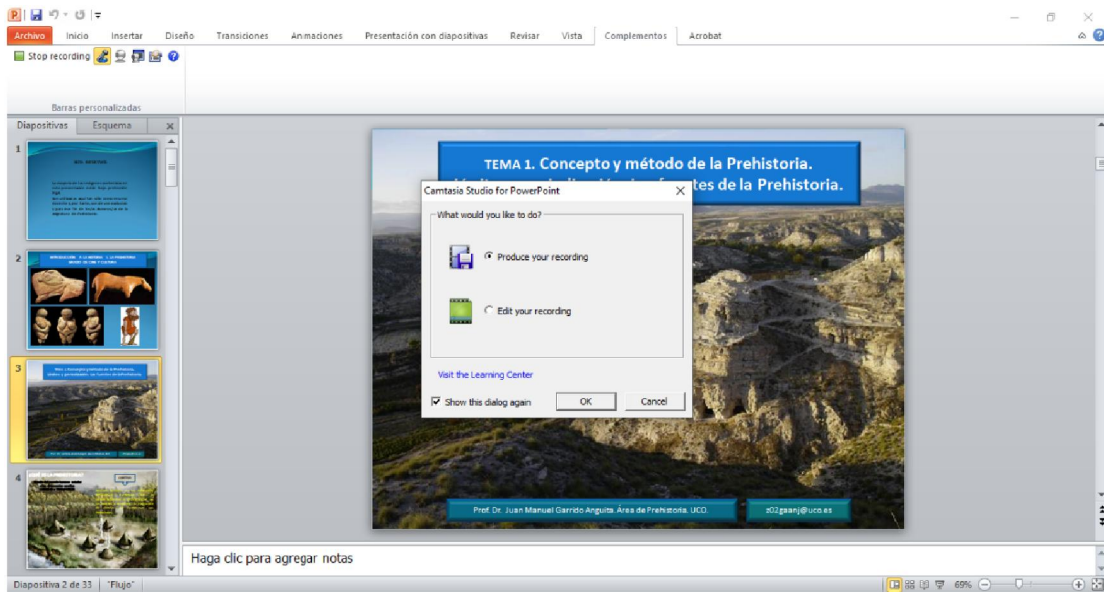 Archivo Inicio Insertar Diseño Transiciones Animaciones Presentación con diapositivas Revisar Vista Complementos Acrobat
Stop recording
Barras personalizadas
Diapositivas Esquema
1
2
3
4
TEMA 1. Concepto y método de la Prehistoria.
tes de la Prehistoria.
Camtasia Studio for PowerPoint
What would you like to do?
Produce your recording
Edit your recording
Visit the Learning Center
Show this dialog again OK Cancel
Prof. Dr. Juan Manuel Garrido Anguita. Área de Prehistoria. UCO. z02gaanj@uco.es
Haga clic para agregar notas
Diapositiva 2 de 33 "Flujo" 69%